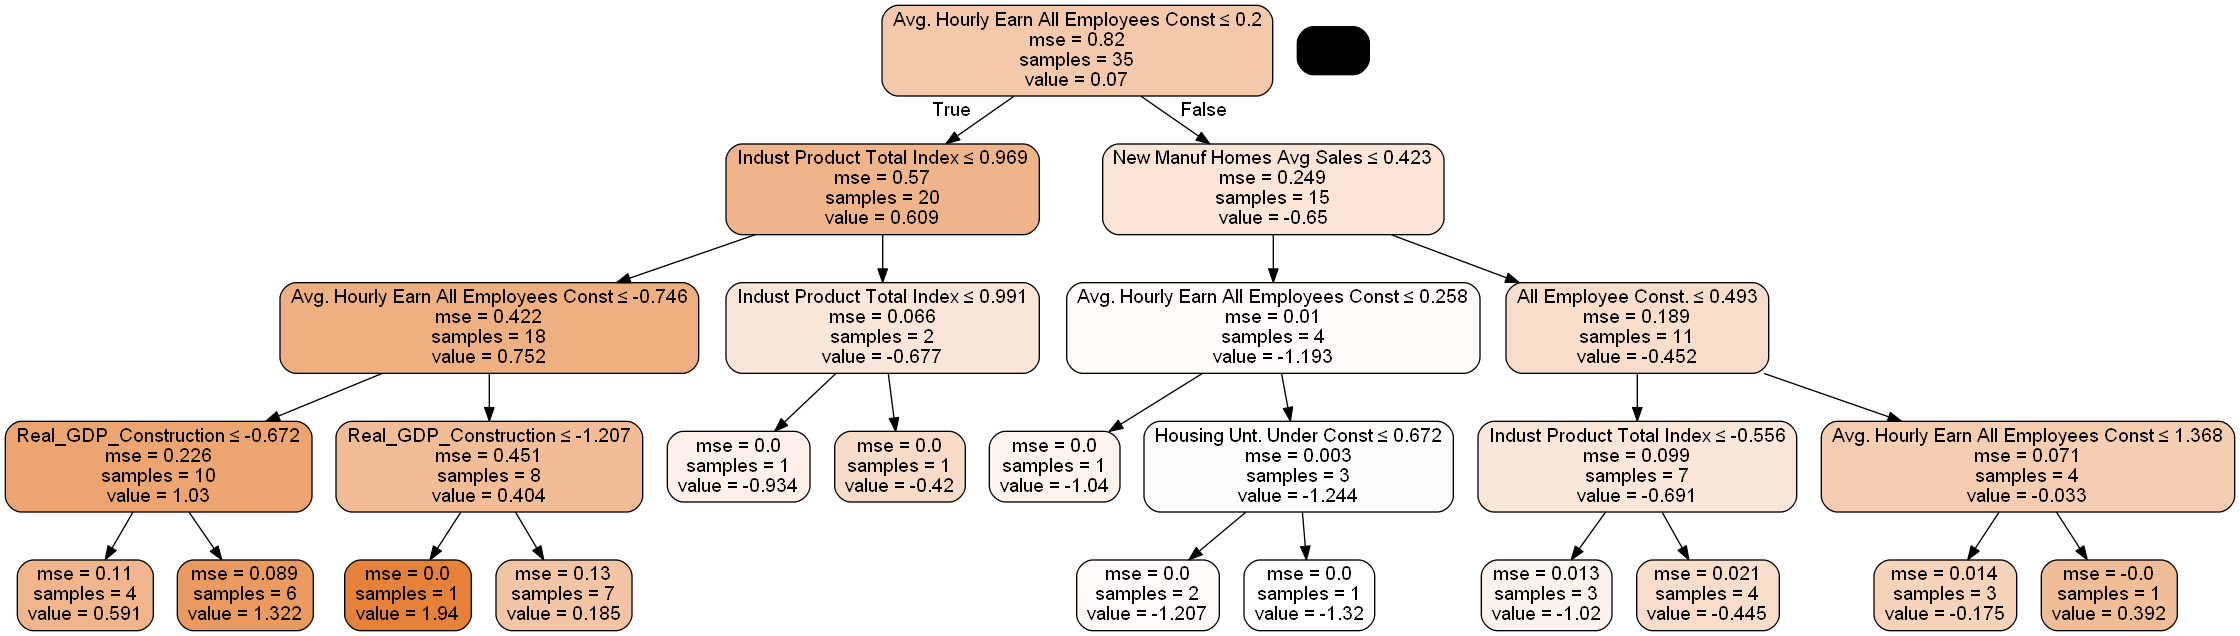 Avg. Hourly Earn All Employees Const ≤ 0.2
mse = 0.82
samples = 35
value = 0.07
True
False
Indust Product Total Index ≤ 0.969
mse = 0.57
samples = 20
value = 0.609
New Manuf Homes Avg Sales ≤ 0.423
mse = 0.249
samples = 15
value = -0.65
Avg. Hourly Earn All Employees Const ≤ -0.746
mse = 0.422
samples = 18
value = 0.752
Indust Product Total Index ≤ 0.991
mse = 0.066
samples = 2
value = -0.677
Avg. Hourly Earn All Employees Const ≤ 0.258
mse = 0.01
samples = 4
value = -1.193
All Employee Const. ≤ 0.493
mse = 0.189
samples = 11
value = -0.452
Real_GDP_Construction ≤ -0.672
mse = 0.226
samples = 10
value = 1.03
Real_GDP_Construction ≤ -1.207
mse = 0.451
samples = 8
value = 0.404
mse = 0.0
samples = 1
value = -0.934
mse = 0.0
samples = 1
value = -0.42
mse = 0.0
samples = 1
value = -1.04
Housing Unt. Under Const ≤ 0.672
mse = 0.003
samples = 3
value = -1.244
Indust Product Total Index ≤ -0.556
mse = 0.099
samples = 7
value = -0.691
Avg. Hourly Earn All Employees Const ≤ 1.368
mse = 0.071
samples = 4
value = -0.033
mse = 0.11
samples = 4
value = 0.591
mse = 0.089
samples = 6
value = 1.322
mse = 0.0
samples = 1
value = 1.94
mse = 0.13
samples = 7
value = 0.185
mse = 0.0
samples = 2
value = -1.207
mse = 0.0
samples = 1
value = -1.32
mse = 0.013
samples = 3
value = -1.02
mse = 0.021
samples = 4
value = -0.445
mse = 0.014
samples = 3
value = -0.175
mse = -0.0
samples = 1
value = 0.392